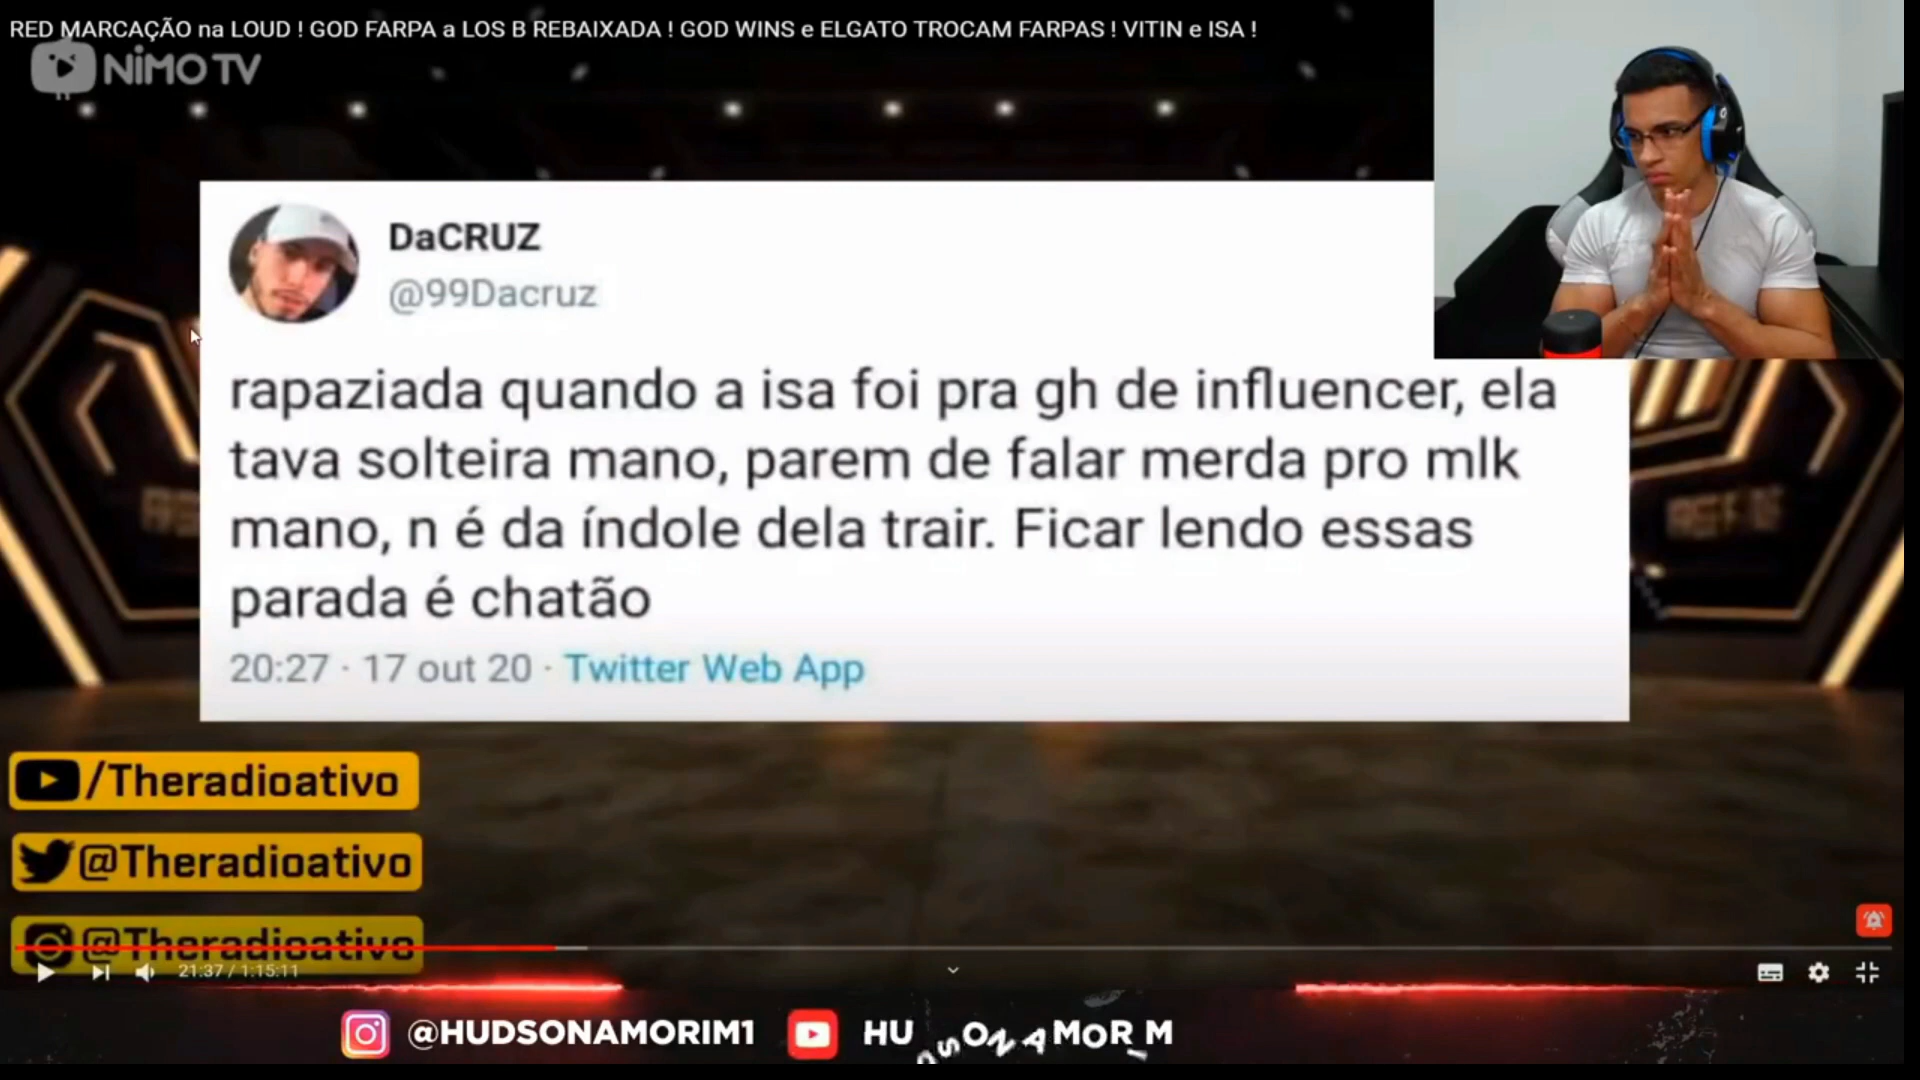 RED MARCAÇÃO na LOUD ! GOD FARPA a LOS B REBAIXADA ! GOD WINS e ELGATO TROCAM FARPAS ! VITIN e ISA !
NiMO TV
DaCRUZ
@99Dacruz
rapaziada quando a isa foi pra gh de influencer, ela
tava solteira mano, parem de falar merda pro mlk
mano, n é da índole dela trair. Ficar lendo essas
parada é chatão
20:27 · 17 out 20 · Twitter Web App
/Theradioativo
@Theradioativo
@Theradioativo
21:37 / 1:15:11
@HUDSONAMORIM1
HUDSON AMORIM